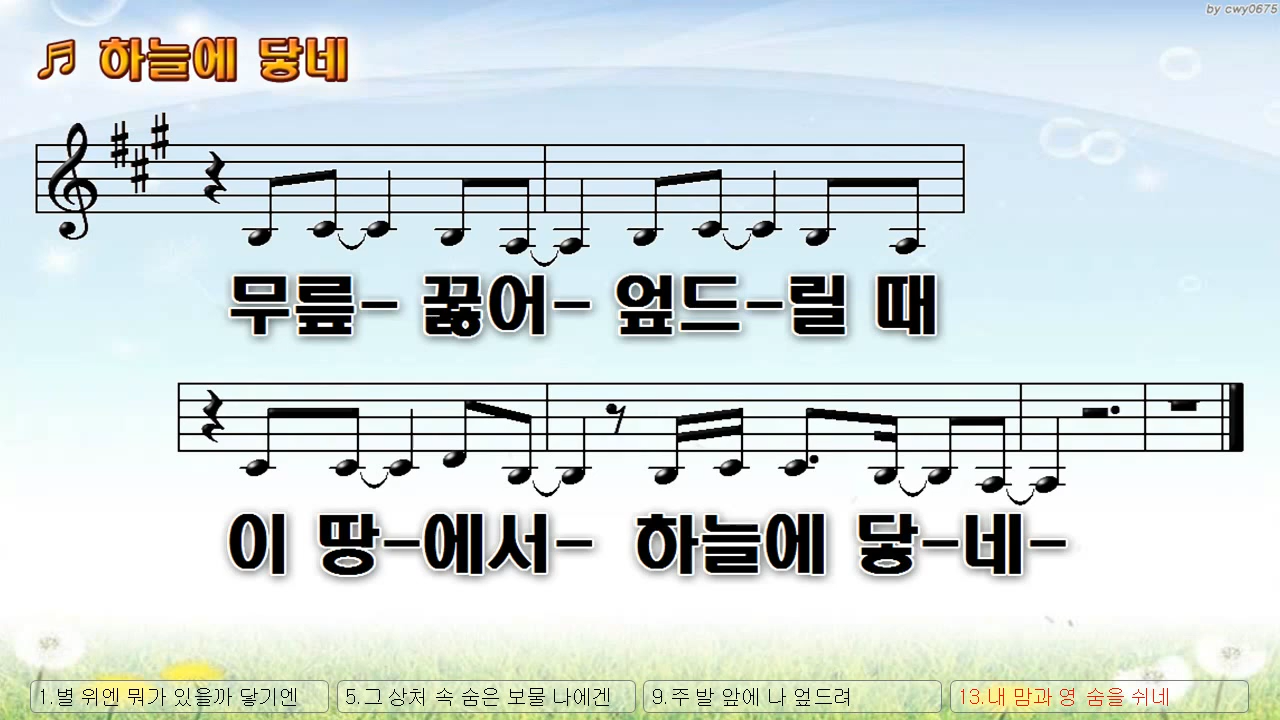 by cwy0675
♬ 하늘에 닿네
무릎- 꿇어- 엎드-릴 때
이 땅-에서- 하늘에 닿-네-
1.별 위엔 뭐가 있을까 닿기엔
5.그 상처 속 숨은 보물 나에겐
9.주 발 앞에 나 엎드려
13.내 맘과 영 숨을 쉬네